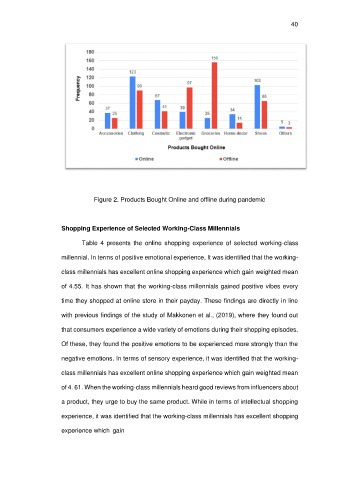 40
180
160
140
120
100
80
60
40
20
0
Frequency
37 25 123 90 67 41 39 97 25 156 34 14 103 65 5 3
Accessories Clothing Cosmetic Electronic gadget Groceries Home decor Shoes Others
Products Bought Online
Online Offline
Figure 2. Products Bought Online and offline during pandemic
Shopping Experience of Selected Working-Class Millennials
Table 4 presents the online shopping experience of selected working-class
millennial. In terms of positive emotional experience, It was identified that the working-
class millennials has excellent online shopping experience which gain weighted mean
of 4.55. It has shown that the working-class millennials gained positive vibes every
time they shopped at online store in their payday. These findings are directly in line
with previous findings of the study of Makkonen et al., (2019), where they found out
that consumers experience a wide variety of emotions during their shopping episodes.
Of these, they found the positive emotions to be experienced more strongly than the
negative emotions. In terms of sensory experience, it was identified that the working-
class millennials has excellent online shopping experience which gain weighted mean
of 4. 61. When the working-class millennials heard good reviews from influencers about
a product, they urge to buy the same product. While in terms of intellectual shopping
experience, it was identified that the working-class millennials has excellent shopping
experience which gain